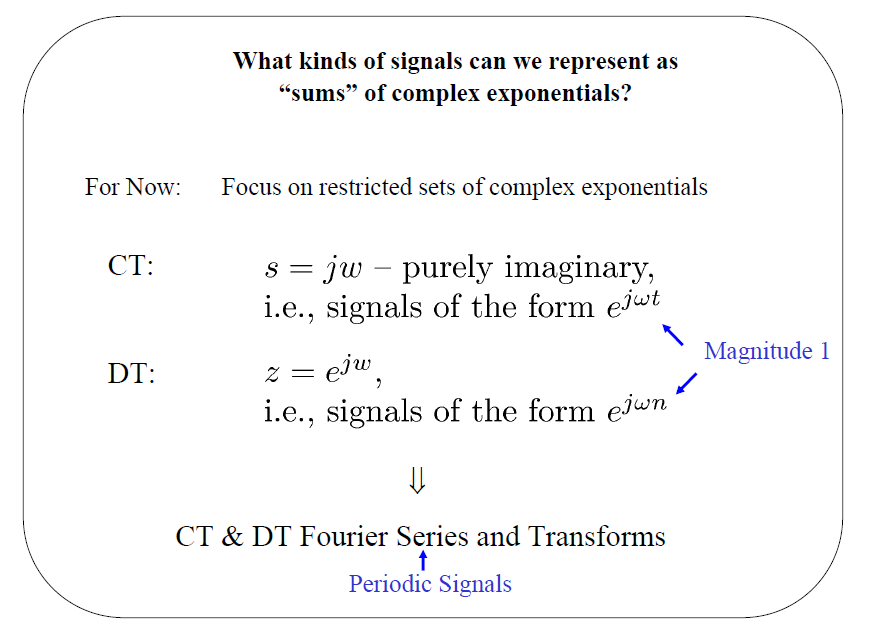 What kinds of signals can we represent as
“sums” of complex exponentials?
For Now: Focus on restricted sets of complex exponentials
CT: s = jw – purely imaginary,
i.e., signals of the form e^{jωt}
Magnitude 1
DT: z = e^{jw},
i.e., signals of the form e^{jωn}
⇓
CT & DT Fourier Series and Transforms
Periodic Signals